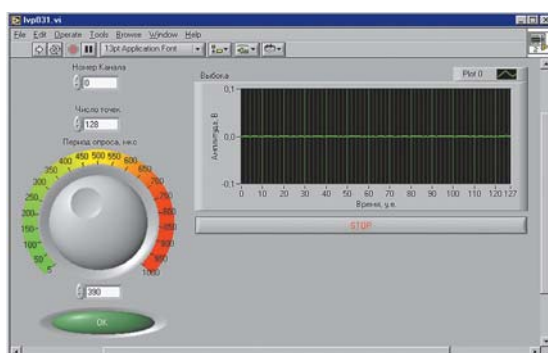 lvp031.vi
File Edit Operate Tools Browse Window Help
13pt Application Font
Номер Канала
0
Число точек
128
Период опроса, мкс
5 50 100 150 200 250 300 350 400 450 500 550 600 650 700 750 800 850 900 950 1000
390
OK
Выбока
Plot 0
Амплитуда, В
0,1
0,0
-0,1
0 10 20 30 40 50 60 70 80 90 100 110 120 127
Время, у.е.
STOP